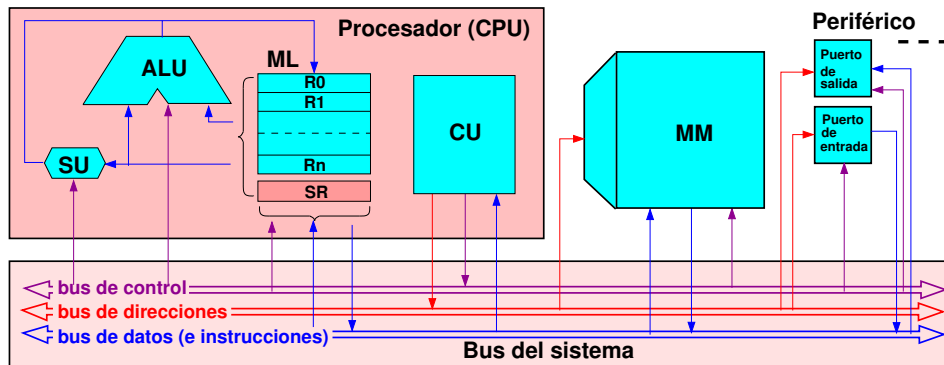 Procesador (CPU)
Periférico
ML
ALU
R0
R1
Rn
SR
SU
CU
MM
Puerto
de
salida
Puerto
de
entrada
bus de control
bus de direcciones
bus de datos (e instrucciones)
Bus del sistema